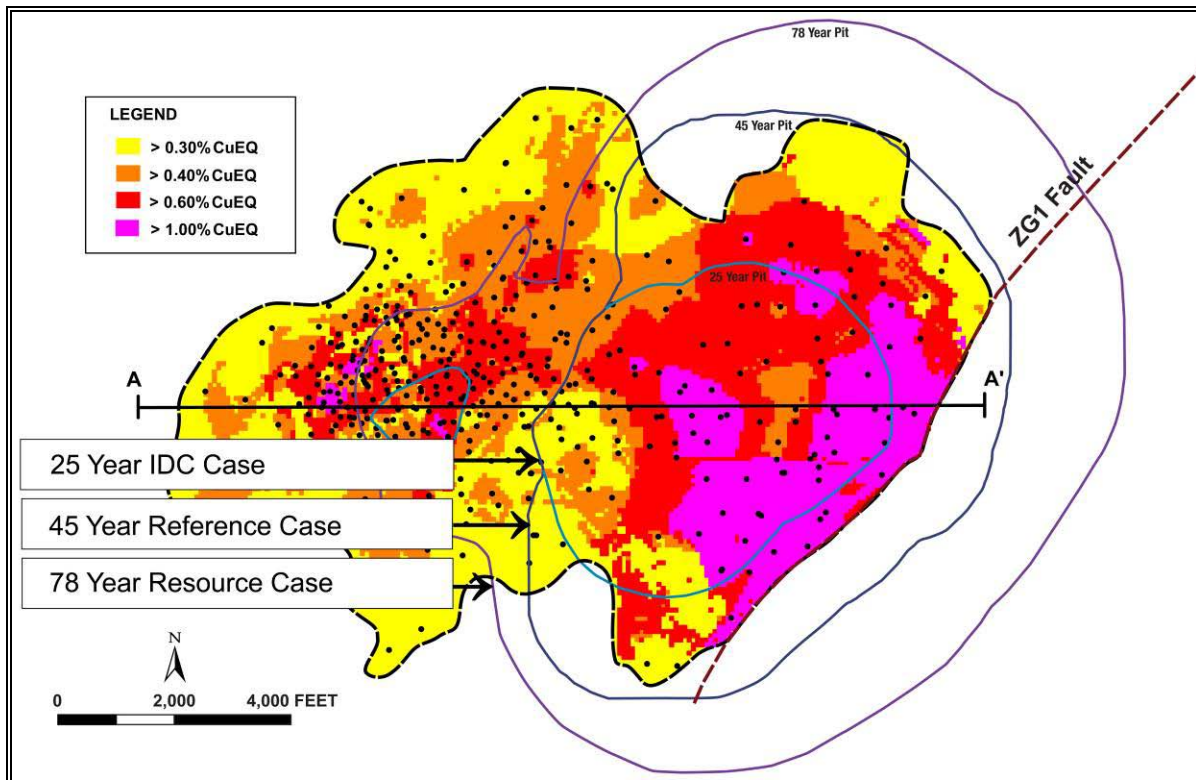 78 Year Pit
LEGEND
> 0.30% CuEQ
> 0.40% CuEQ
> 0.60% CuEQ
> 1.00% CuEQ
45 Year Pit
ZG1 Fault
25 Year Pit
A
A'
25 Year IDC Case
45 Year Reference Case
78 Year Resource Case
N
0 2,000 4,000 FEET